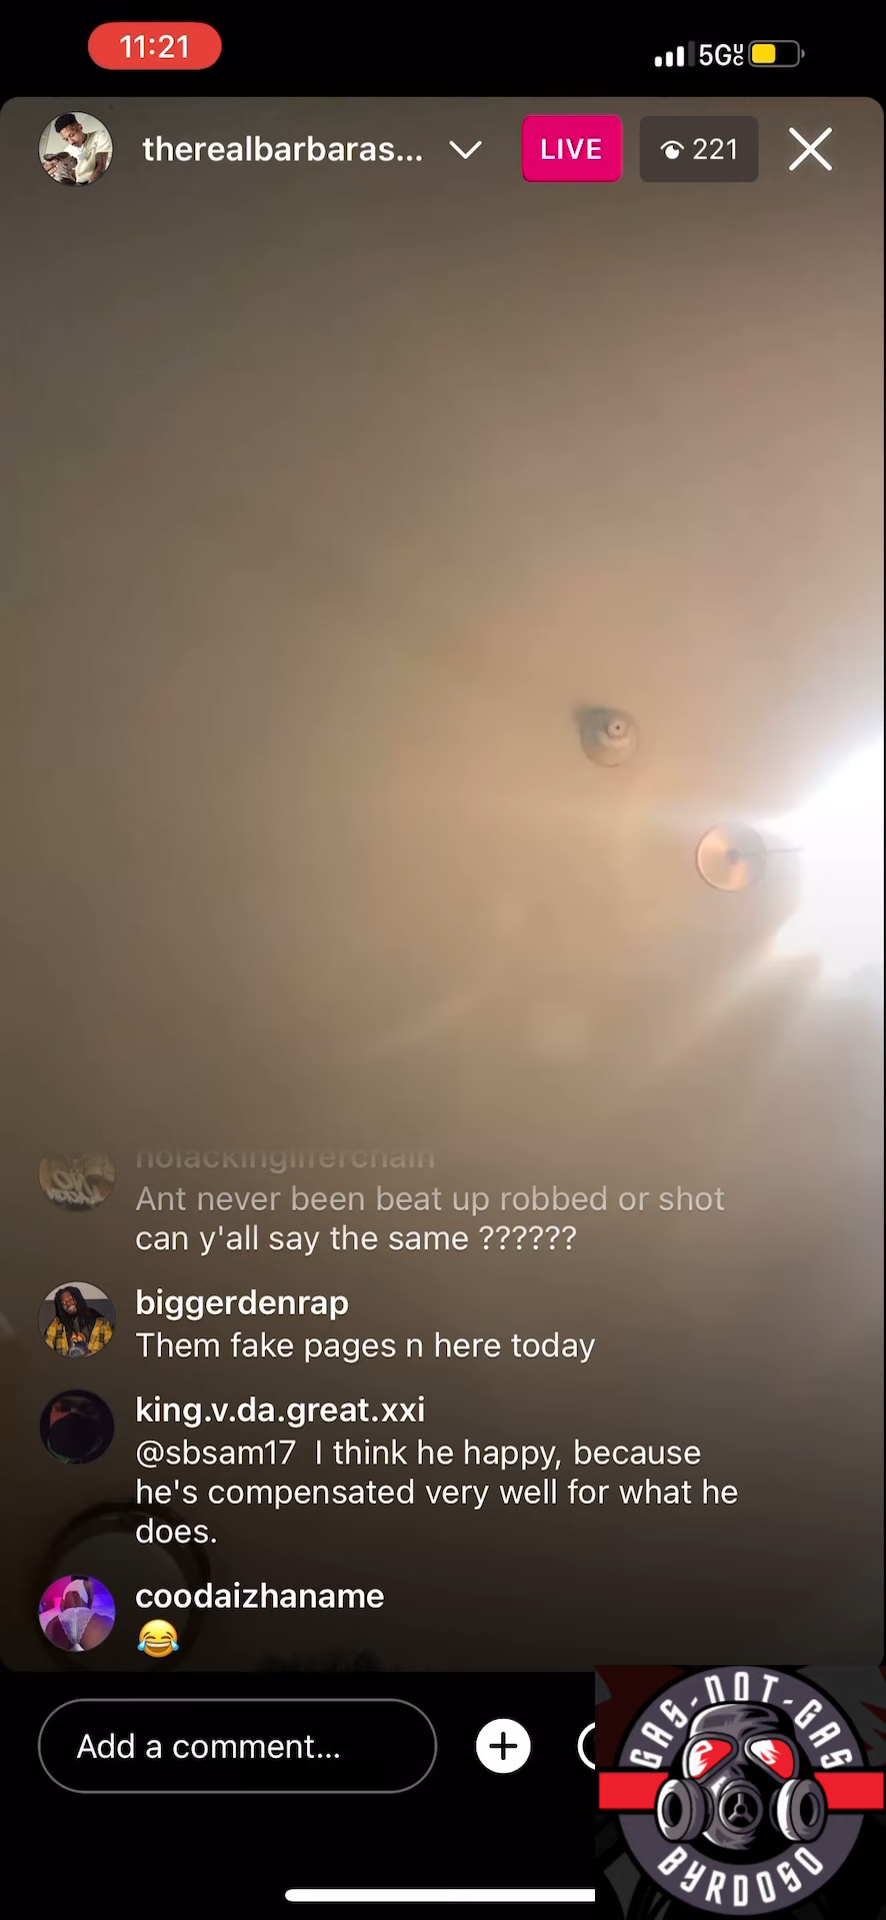 11:21
5G UC
therealbarbaras...
LIVE
221
nolackinglifferchain
Ant never been beat up robbed or shot
can y'all say the same ??????
biggerdenrap
Them fake pages n here today
king.v.da.great.xxi
@sbsam17 I think he happy, because
he's compensated very well for what he
does.
coodaizhaname
😂
Add a comment...
GAS-NOT-GAS
BYRDOSO